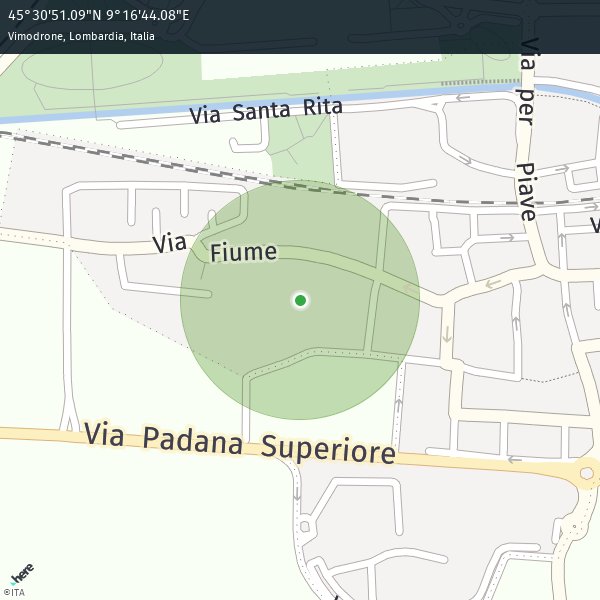 45°30'51.09"N 9°16'44.08"E
Vimodrone, Lombardia, Italia
Via per Piave
Via Santa Rita
Via Fiume
Via Padana Superiore
here
©ITA